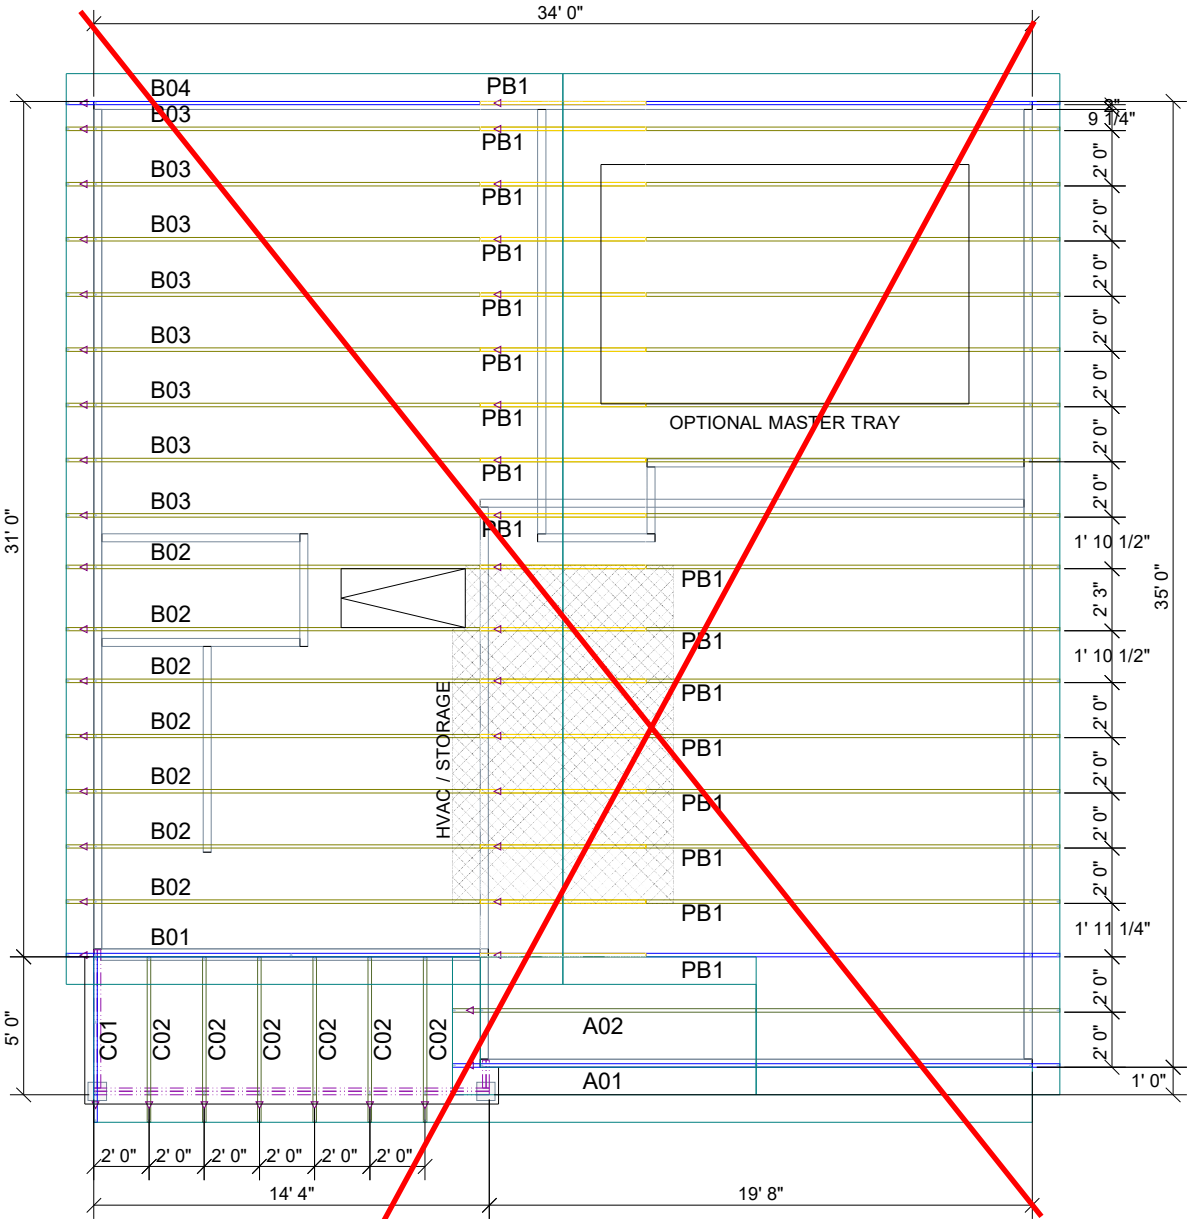 34' 0"
B04 PB1
B03 PB1 9 1/4"
B03 PB1 2' 0"
B03 PB1 2' 0"
B03 PB1 2' 0"
B03 PB1 2' 0"
B03 PB1 2' 0"
OPTIONAL MASTER TRAY
B03 PB1 2' 0"
B03 PB1 2' 0"
31' 0"
1' 10 1/2"
B02 PB1
35' 0"
2' 3"
B02 PB1
1' 10 1/2"
B02 PB1
HVAC / STORAGE
2' 0"
B02 PB1
2' 0"
B02 PB1
2' 0"
B02 PB1
2' 0"
B02 PB1
1' 11 1/4"
B01 PB1
2' 0"
5' 0"
C01 C02 C02 C02 C02 C02 C02
A02
2' 0"
A01
1' 0"
2' 0" 2' 0" 2' 0" 2' 0" 2' 0" 2' 0"
14' 4" 19' 8"